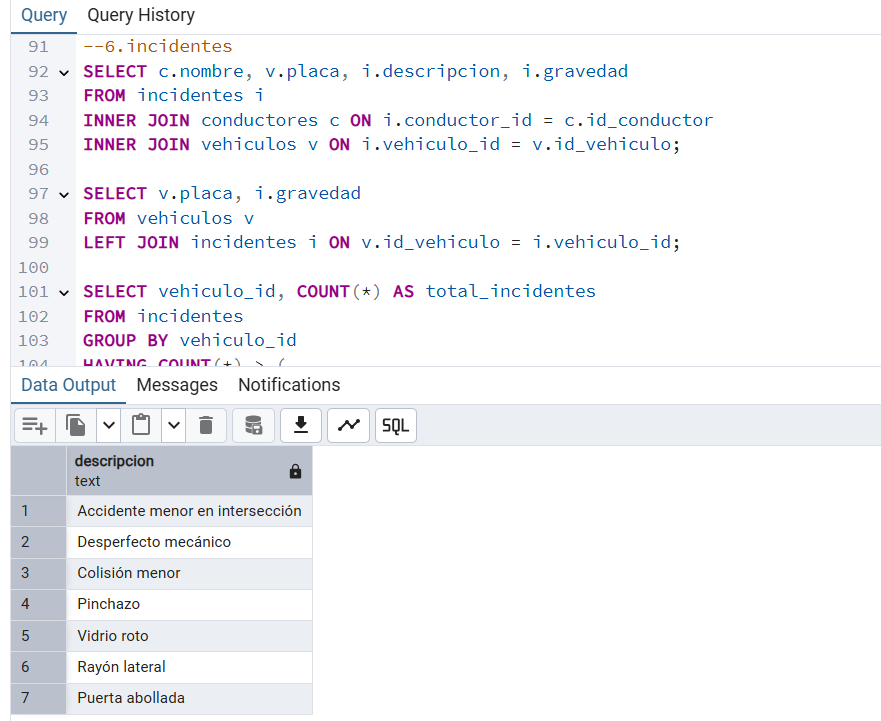 Query Query History
91 --6.incidentes
92 SELECT c.nombre, v.placa, i.descripcion, i.gravedad
93 FROM incidentes i
94 INNER JOIN conductores c ON i.conductor_id = c.id_conductor
95 INNER JOIN vehiculos v ON i.vehiculo_id = v.id_vehiculo;
96
97 SELECT v.placa, i.gravedad
98 FROM vehiculos v
99 LEFT JOIN incidentes i ON v.id_vehiculo = i.vehiculo_id;
100
101 SELECT vehiculo_id, COUNT(*) AS total_incidentes
102 FROM incidentes
103 GROUP BY vehiculo_id
104 HAVING COUNT(*) > (
Data Output Messages Notifications
SQL
descripcion
text
1 Accidente menor en intersección
2 Desperfecto mecánico
3 Colisión menor
4 Pinchazo
5 Vidrio roto
6 Rayón lateral
7 Puerta abollada